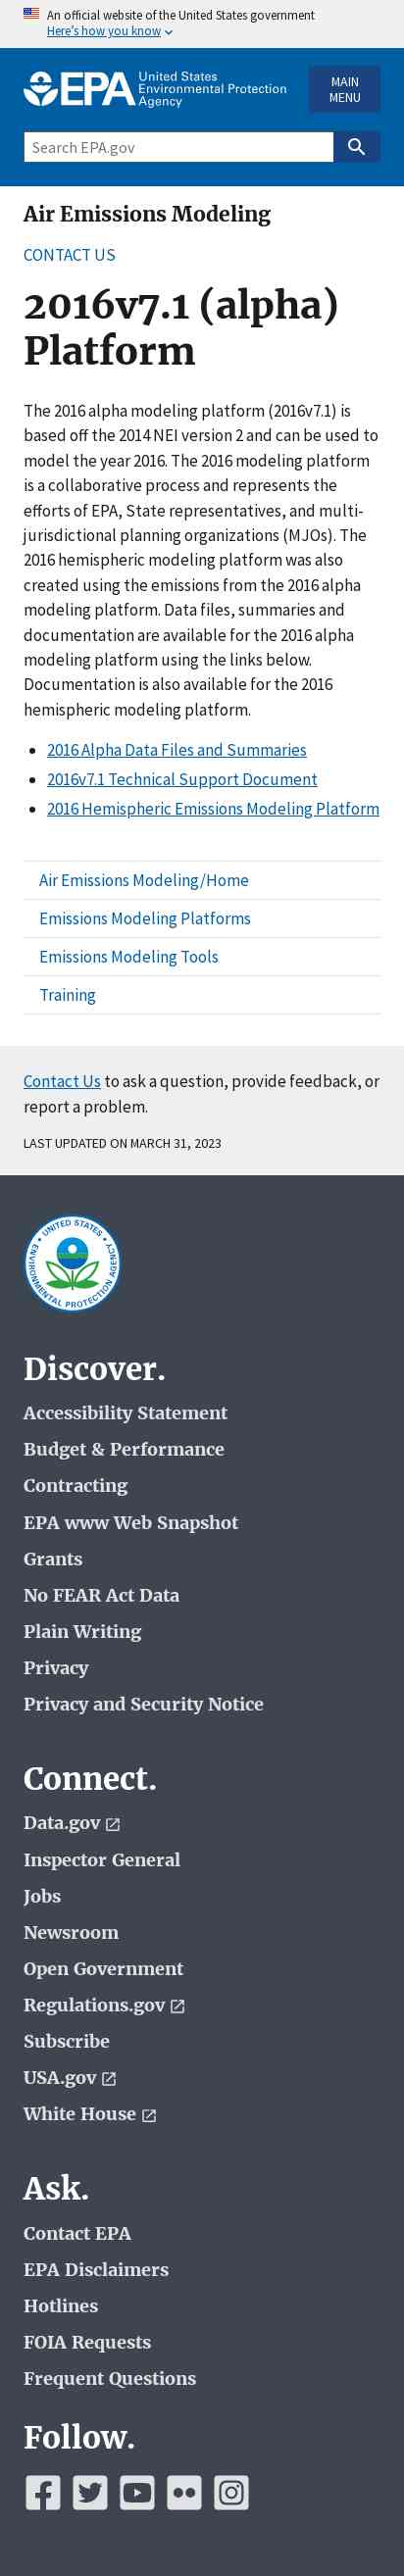 An official website of the United States government
Here's how you know
EPA United States
Environmental Protection
Agency
MAIN
MENU
Search EPA.gov
Air Emissions Modeling
CONTACT US
2016v7.1 (alpha)
Platform
The 2016 alpha modeling platform (2016v7.1) is
based off the 2014 NEI version 2 and can be used to
model the year 2016. The 2016 modeling platform
is a collaborative process and represents the
efforts of EPA, State representatives, and multi-
jurisdictional planning organizations (MJOs). The
2016 hemispheric modeling platform was also
created using the emissions from the 2016 alpha
modeling platform. Data files, summaries and
documentation are available for the 2016 alpha
modeling platform using the links below.
Documentation is also available for the 2016
hemispheric modeling platform.
2016 Alpha Data Files and Summaries
2016v7.1 Technical Support Document
2016 Hemispheric Emissions Modeling Platform
Air Emissions Modeling/Home
Emissions Modeling Platforms
Emissions Modeling Tools
Training
Contact Us to ask a question, provide feedback, or
report a problem.
LAST UPDATED ON MARCH 31, 2023
UNITED STATES
ENVIRONMENTAL PROTECTION AGENCY
Discover.
Accessibility Statement
Budget & Performance
Contracting
EPA www Web Snapshot
Grants
No FEAR Act Data
Plain Writing
Privacy
Privacy and Security Notice
Connect.
Data.gov
Inspector General
Jobs
Newsroom
Open Government
Regulations.gov
Subscribe
USA.gov
White House
Ask.
Contact EPA
EPA Disclaimers
Hotlines
FOIA Requests
Frequent Questions
Follow.